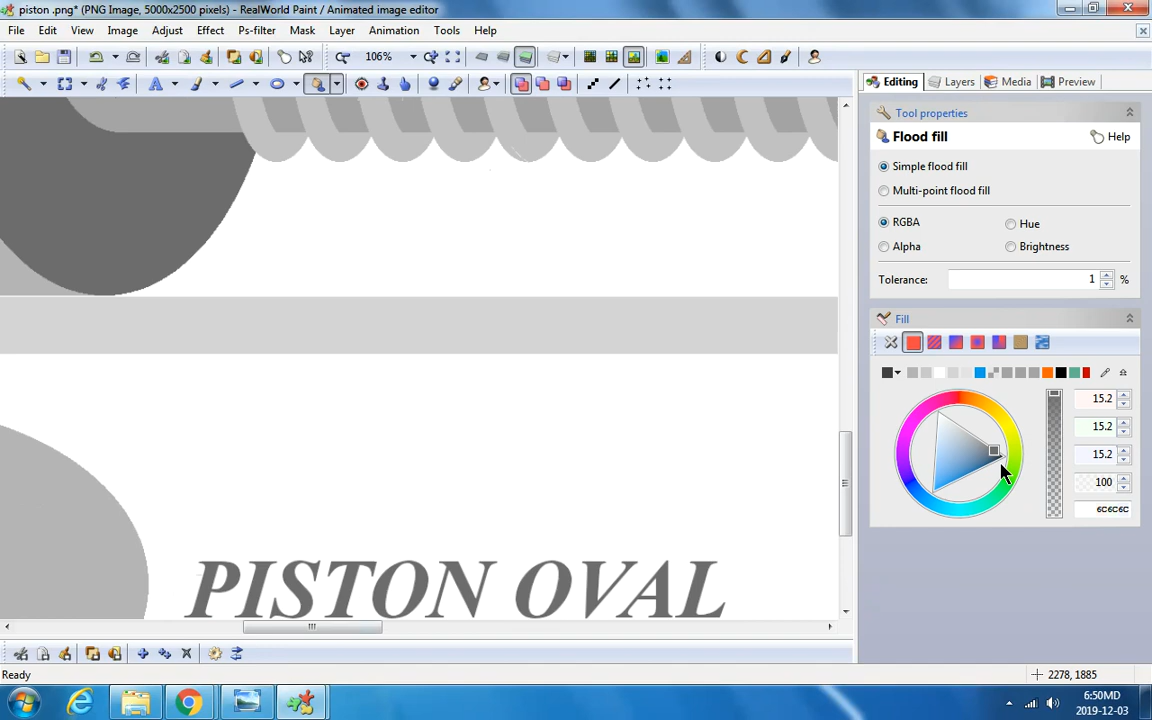 piston .png* (PNG Image, 5000x2500 pixels) - RealWorld Paint / Animated image editor
File Edit View Image Adjust Effect Ps-filter Mask Layer Animation Tools Help
106%
Editing Layers Media Preview
Tool properties
Flood fill Help
Simple flood fill
Multi-point flood fill
RGBA Hue
Alpha Brightness
Tolerance: 1 %
Fill
15.2
15.2
15.2
100
6C6C6C
PISTON OVAL
Ready 2278, 1885
6:50MD
2019-12-03